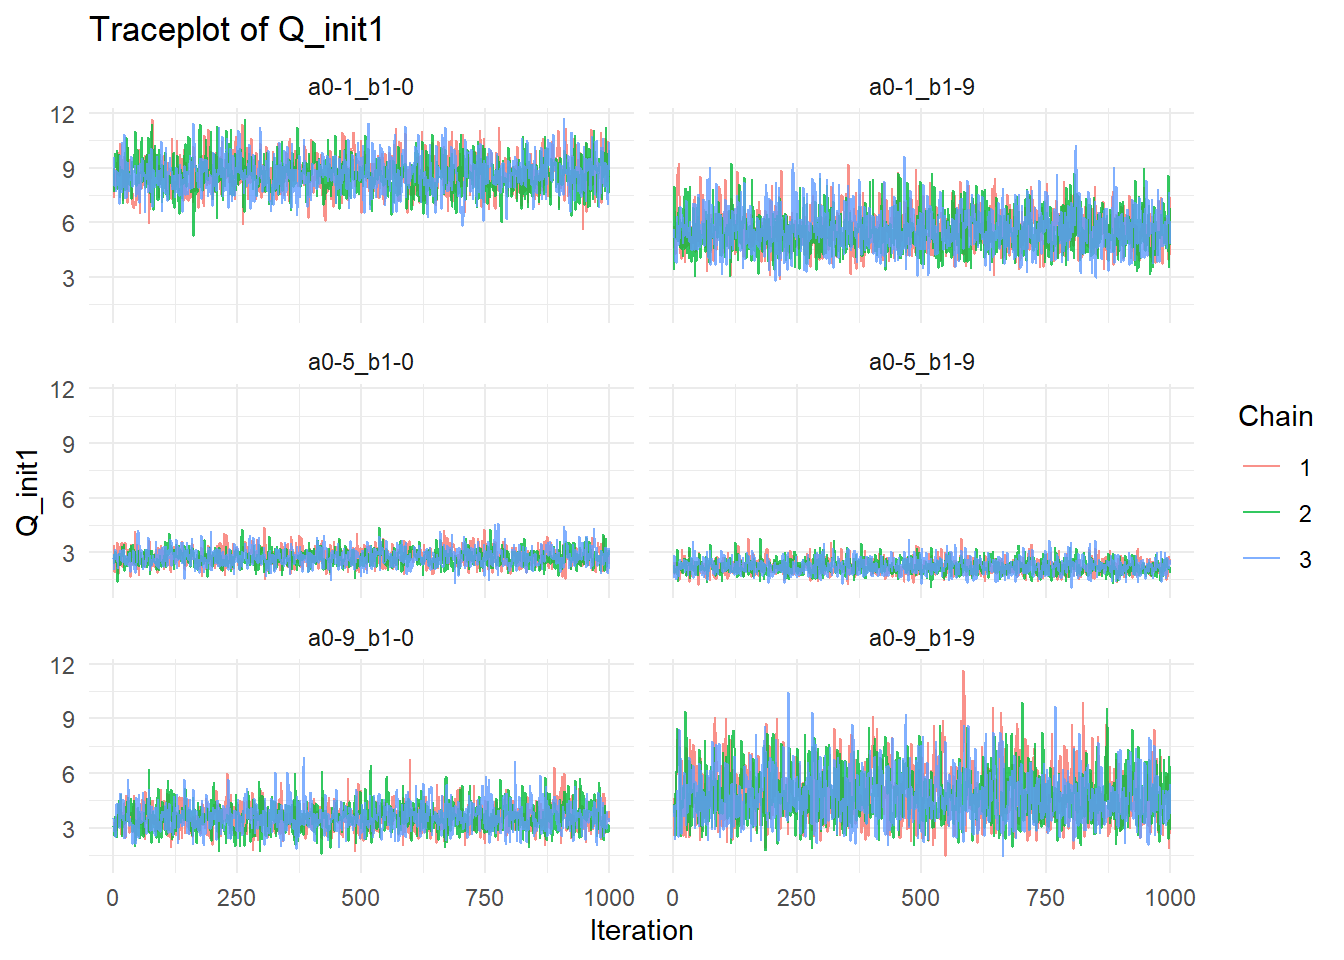 Traceplot of Q_init1
a0-1_b1-0
a0-1_b1-9
12
9
6
3
a0-5_b1-0
a0-5_b1-9
12
9
6
3
a0-9_b1-0
a0-9_b1-9
12
9
6
3
0
250
500
750
1000
0
250
500
750
1000
Iteration
Q_init1
Chain
1
2
3